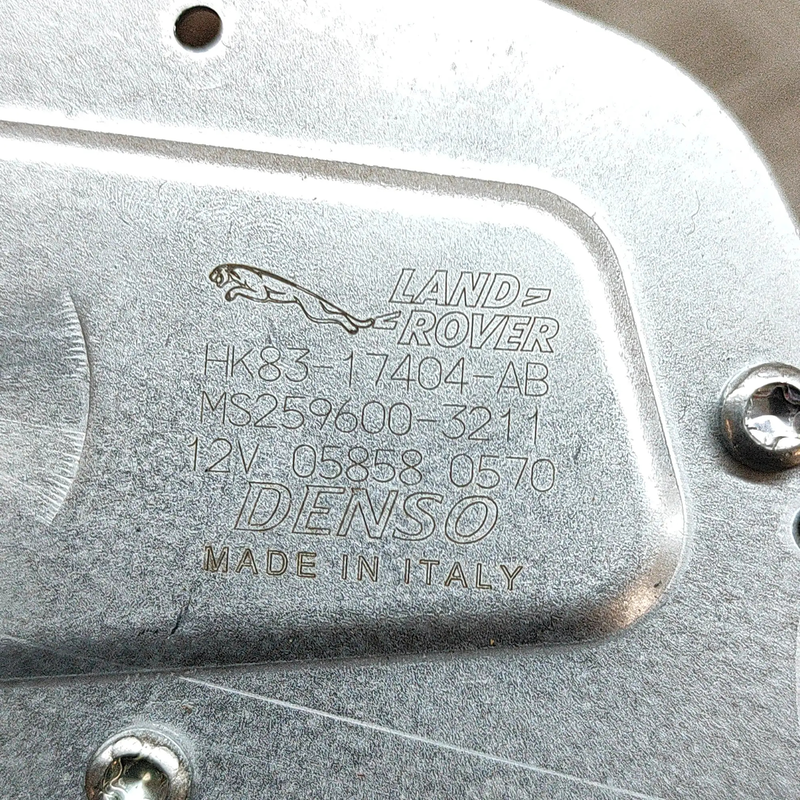 LAND
ROVER
HK83-17404-AB
MS259600-3211
12V 05858 0570
DENSO
MADE IN ITALY